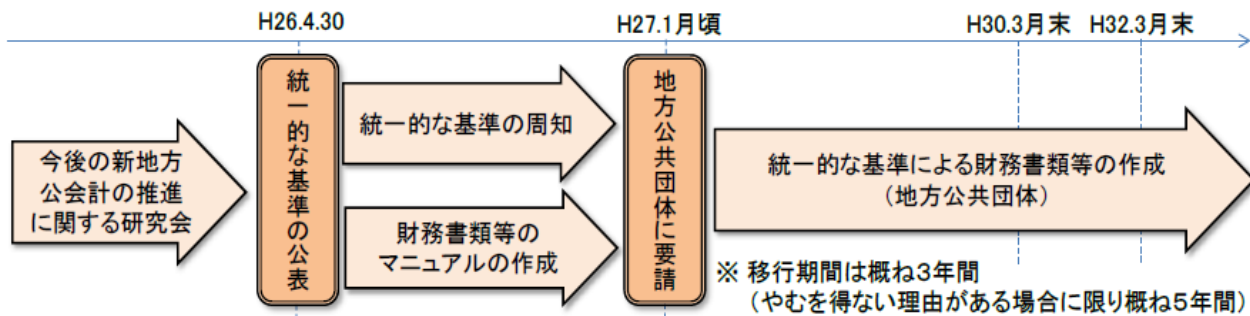 H26.4.30
H27.1月頃
H30.3月末
H32.3月末
今後の新地方
公会計の推進
に関する研究会
統一的な基準の公表
統一的な基準の周知
財務書類等の
マニュアルの作成
地方公共団体に要請
統一的な基準による財務書類等の作成
(地方公共団体)
※ 移行期間は概ね3年間
(やむを得ない理由がある場合に限り概ね5年間)